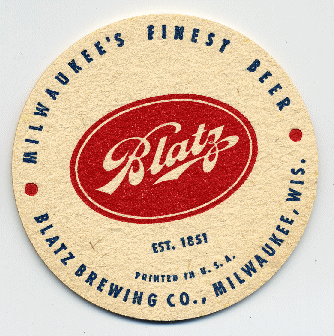 MILWAUKEE'S FINEST BEER
Blatz
EST. 1851
PRINTED IN U.S.A.
BLATZ BREWING CO., MILWAUKEE, WIS.